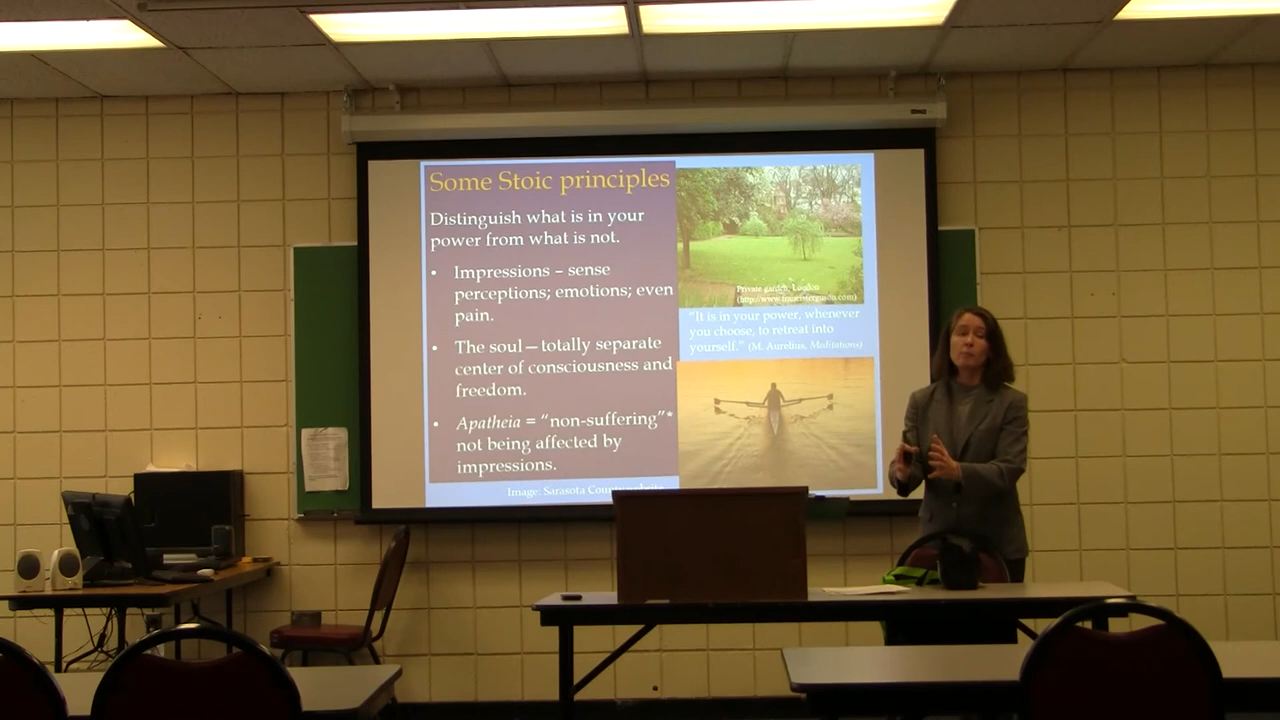 Some Stoic principles
Distinguish what is in your
power from what is not.
• Impressions – sense
perceptions; emotions; even
pain.
• The soul—totally separate
center of consciousness and
freedom.
• Apatheia = “non-suffering”*
not being affected by
impressions.
Image: Sarasota County website
Private garden, London
“It is in your power, whenever
you choose, to retreat into
yourself.” (M. Aurelius, Meditations)